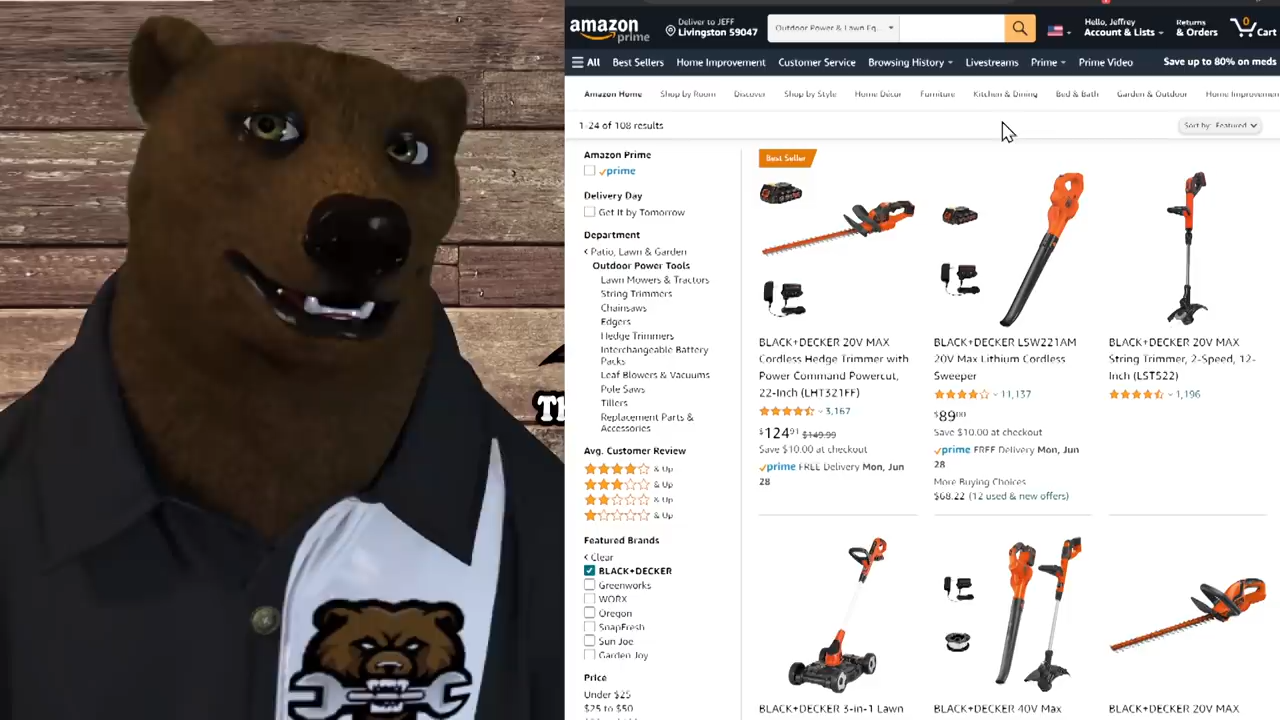 amazon
prime
Deliver to JEFF
Livingston 59047
Outdoor Power & Lawn Eq...
Hello, Jeffrey
Account & Lists
Returns
& Orders
0
Cart
All
Best Sellers
Home Improvement
Customer Service
Browsing History
Livestreams
Prime
Prime Video
Save up to 80% on meds
Amazon Home
Shop by Room
Discover
Shop by Style
Home Décor
Furniture
Kitchen & Dining
Bed & Bath
Garden & Outdoor
Home Improvemen
1-24 of 108 results
Sort by: Featured
Amazon Prime
prime
Delivery Day
Get It by Tomorrow
Department
Patio, Lawn & Garden
Outdoor Power Tools
Lawn Mowers & Tractors
String Trimmers
Chainsaws
Edgers
Hedge Trimmers
Interchangeable Battery
Packs
Leaf Blowers & Vacuums
Pole Saws
Tillers
Replacement Parts &
Accessories
Avg. Customer Review
& Up
& Up
& Up
& Up
Featured Brands
Clear
BLACK+DECKER
Greenworks
WORX
Oregon
SnapFresh
Sun Joe
Garden Joy
Price
Under $25
$25 to $50
Best Seller
BLACK+DECKER 20V MAX
Cordless Hedge Trimmer with
Power Command Powercut,
22-Inch (LHT321FF)
3,167
$124.91 $149.99
Save $10.00 at checkout
prime FREE Delivery Mon, Jun
28
BLACK+DECKER LSW221AM
20V Max Lithium Cordless
Sweeper
11,137
$89.00
Save $10.00 at checkout
prime FREE Delivery Mon, Jun
28
More Buying Choices
$68.22 (12 used & new offers)
BLACK+DECKER 20V MAX
String Trimmer, 2-Speed, 12-
Inch (LST522)
1,196
BLACK+DECKER 3-in-1 Lawn
BLACK+DECKER 40V Max
BLACK+DECKER 20V MAX